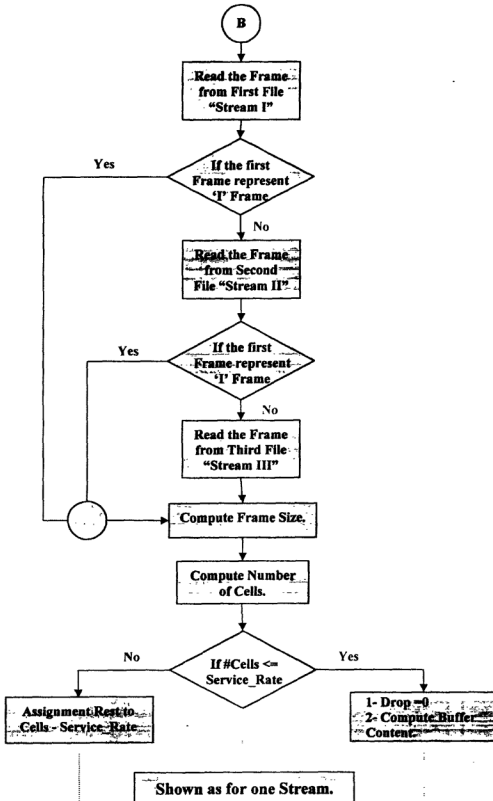 B
Read the Frame
from First File
“Stream I”
Yes
If the first
Frame represent
‘I’ Frame
No
Read the Frame
from Second
File “Stream II”
Yes
If the first
Frame represent
‘I’ Frame
No
Read the Frame
from Third File
“Stream III”
Compute Frame Size.
Compute Number
of Cells.
No
If #Cells <=
Service_Rate
Yes
Assignment Rest to
Cells - Service_Rate
1- Drop =0
2- Compute Buffer
Content.
Shown as for one Stream.